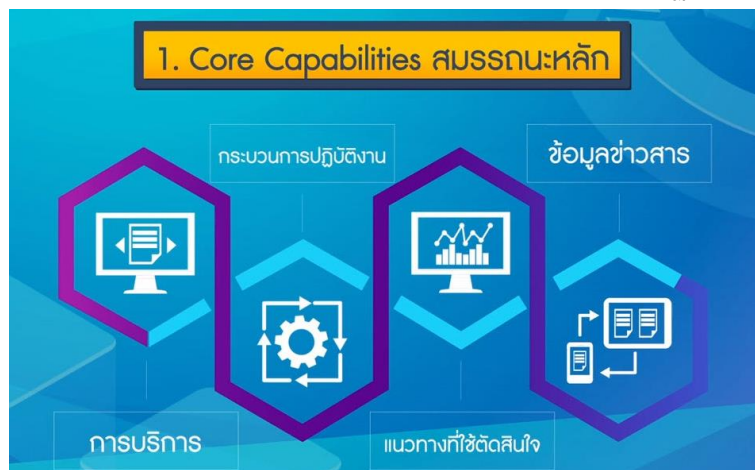 1. Core Capabilities สมรรถนะหลัก
กระบวนการปฏิบัติงาน
ข้อมูลข่าวสาร
การบริการ
แนวทางที่ใช้ตัดสินใจ